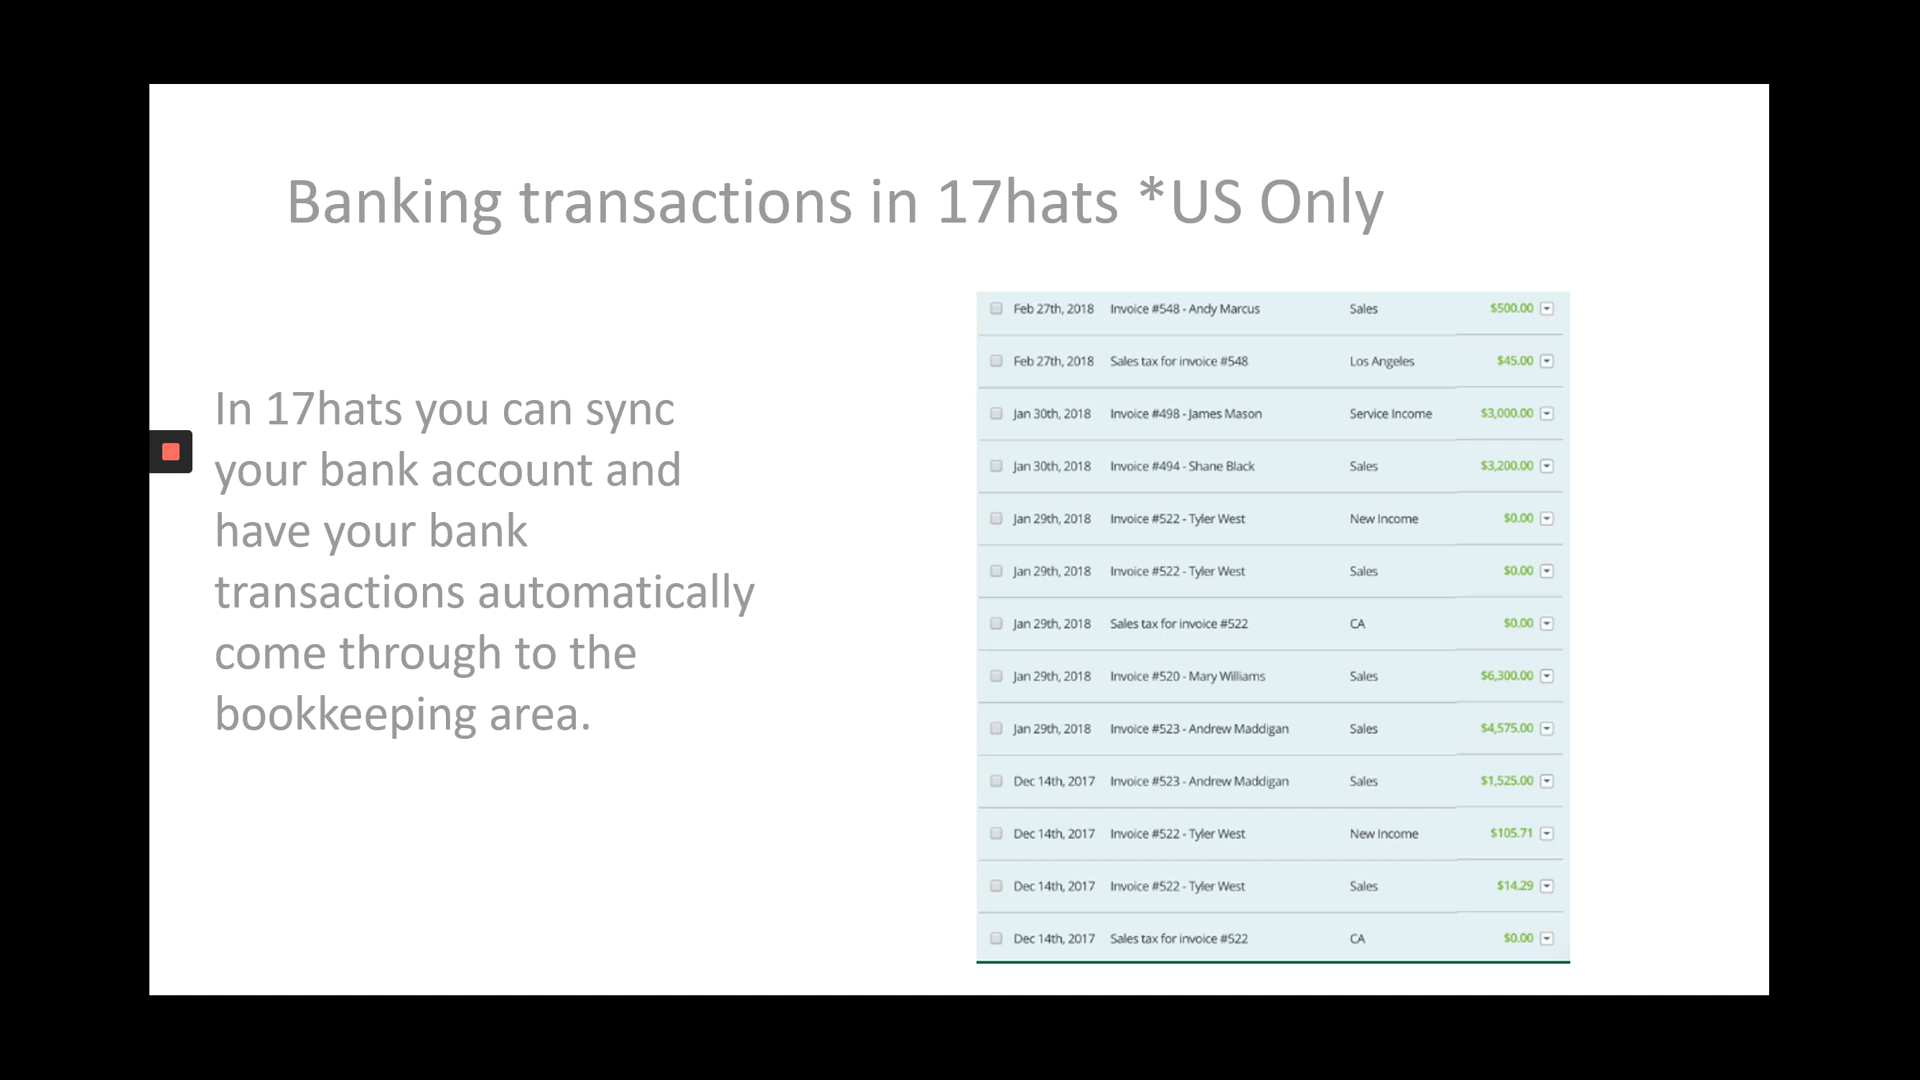 Banking transactions in 17hats *US Only
In 17hats you can sync
your bank account and
have your bank
transactions automatically
come through to the
bookkeeping area.
Feb 27th, 2018 Invoice #548 - Andy Marcus Sales $500.00
Feb 27th, 2018 Sales tax for invoice #548 Los Angeles $45.00
Jan 30th, 2018 Invoice #498 - James Mason Service Income $3,000.00
Jan 30th, 2018 Invoice #494 - Shane Black Sales $3,200.00
Jan 29th, 2018 Invoice #522 - Tyler West New Income $0.00
Jan 29th, 2018 Invoice #522 - Tyler West Sales $0.00
Jan 29th, 2018 Sales tax for invoice #522 CA $0.00
Jan 29th, 2018 Invoice #520 - Mary Williams Sales $6,300.00
Jan 29th, 2018 Invoice #523 - Andrew Maddigan Sales $4,575.00
Dec 14th, 2017 Invoice #523 - Andrew Maddigan Sales $1,525.00
Dec 14th, 2017 Invoice #522 - Tyler West New Income $105.71
Dec 14th, 2017 Invoice #522 - Tyler West Sales $14.29
Dec 14th, 2017 Sales tax for invoice #522 CA $0.00